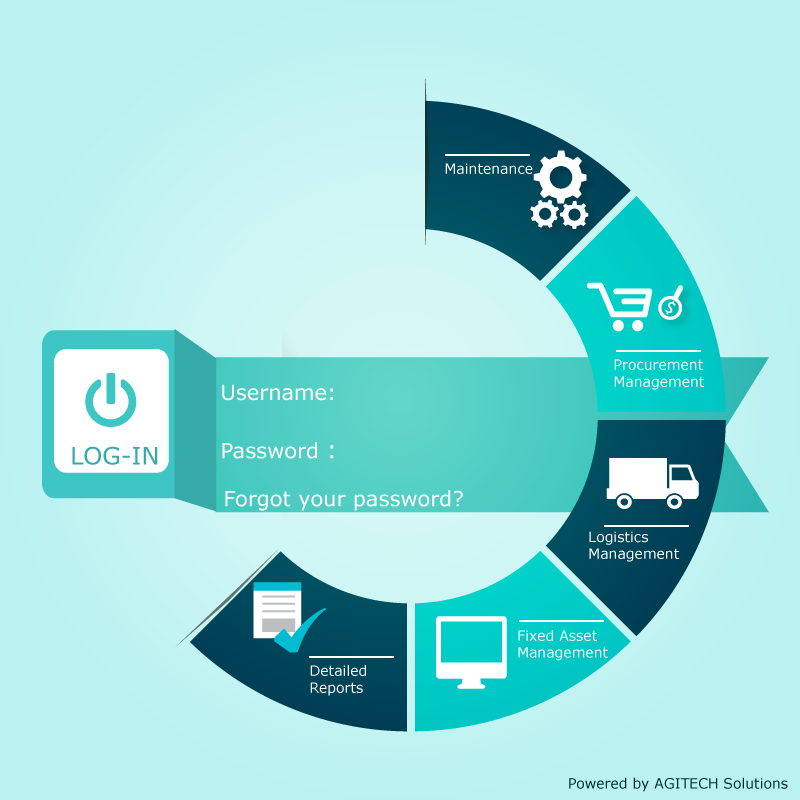 Maintenance
$
Procurement
Management
Username:
LOG-IN
Password :
Forgot your password?
Logistics
Management
Fixed Asset
Management
Detailed
Reports
Powered by AGITECH Solutions